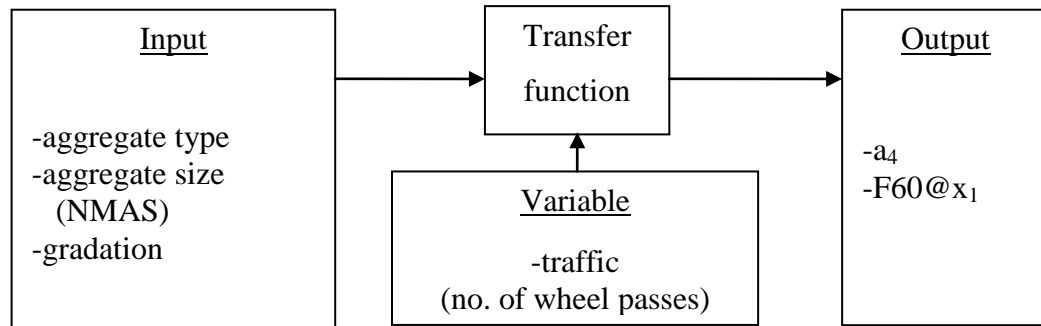 Input
-aggregate type
-aggregate size
(NMAS)
-gradation
Transfer
function
Variable
-traffic
(no. of wheel passes)
Output
-a₄
-F60@x₁